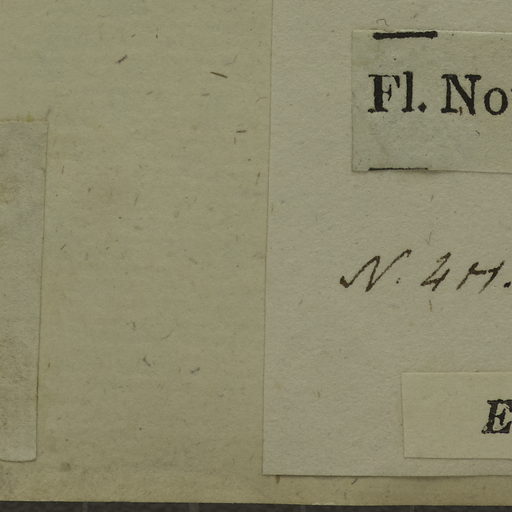 Fl. No
N. 411.
E